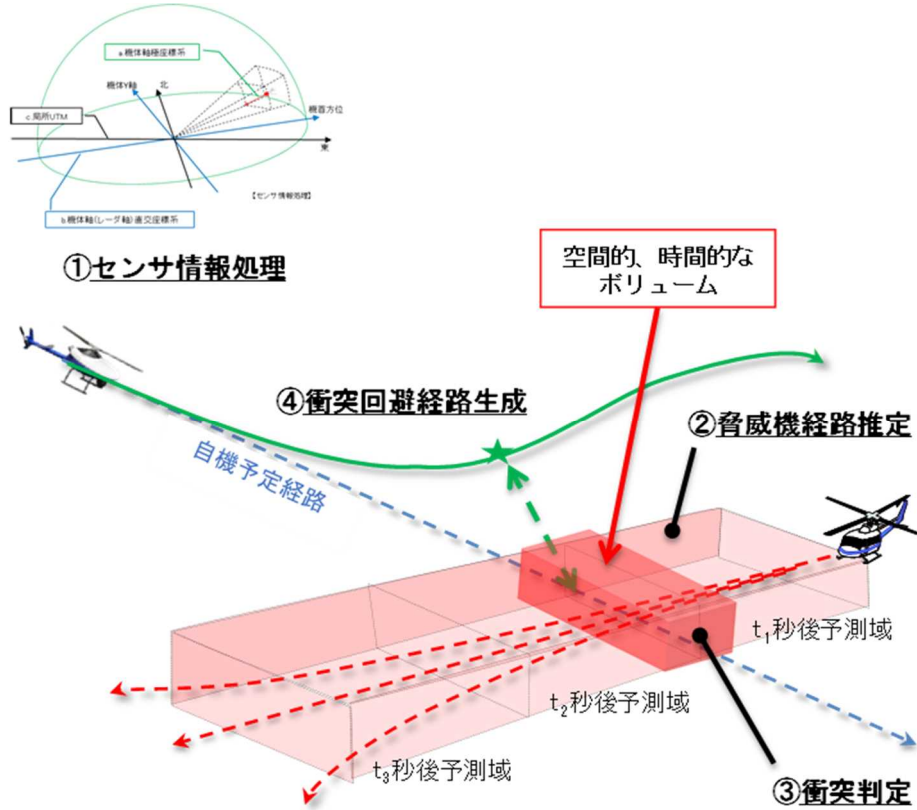 a.機体軸極座標系
機体Y軸
北
機首方位
c.局所UTM
東
【センサ情報処理】
b.機体軸(レーダ軸)直交座標系
①センサ情報処理
空間的、時間的な
ボリューム
④衝突回避経路生成
②脅威機経路推定
自機予定経路
t₁秒後予測域
t₂秒後予測域
t₃秒後予測域
③衝突判定